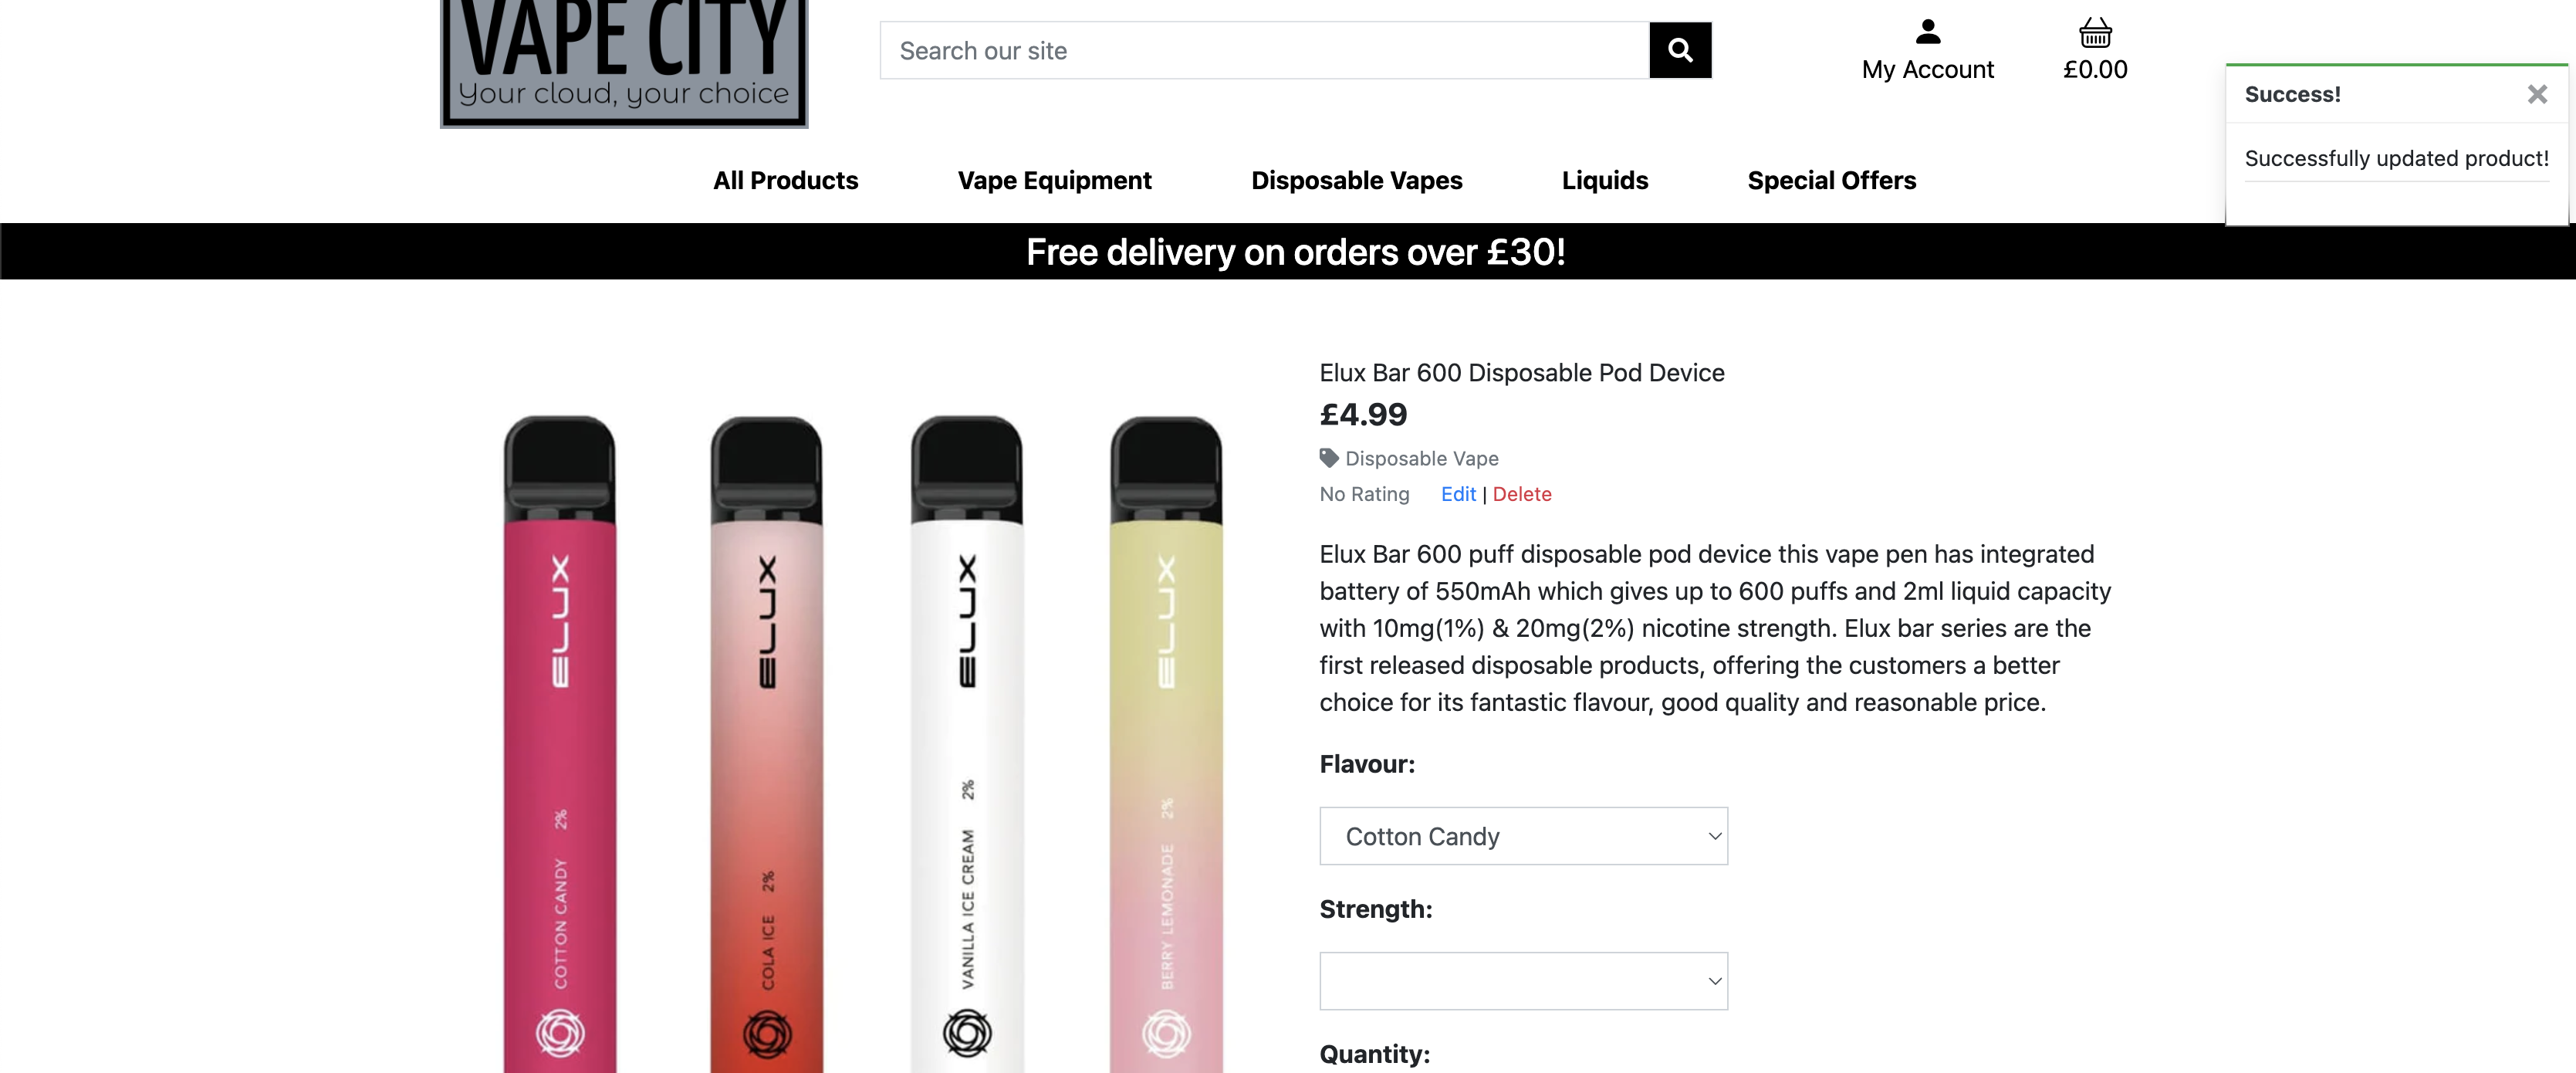 VAPE CITY
Your cloud, your choice
Search our site
My Account
£0.00
Success!
Successfully updated product!
All Products
Vape Equipment
Disposable Vapes
Liquids
Special Offers
Free delivery on orders over £30!
Elux Bar 600 Disposable Pod Device
£4.99
Disposable Vape
No Rating Edit | Delete
Elux Bar 600 puff disposable pod device this vape pen has integrated
battery of 550mAh which gives up to 600 puffs and 2ml liquid capacity
with 10mg(1%) & 20mg(2%) nicotine strength. Elux bar series are the
first released disposable products, offering the customers a better
choice for its fantastic flavour, good quality and reasonable price.
Flavour:
Cotton Candy
Strength:
Quantity:
ELUX
COTTON CANDY 2%
ELUX
COLA ICE 2%
ELUX
VANILLA ICE CREAM 2%
ELUX
BERRY LEMONADE 2%